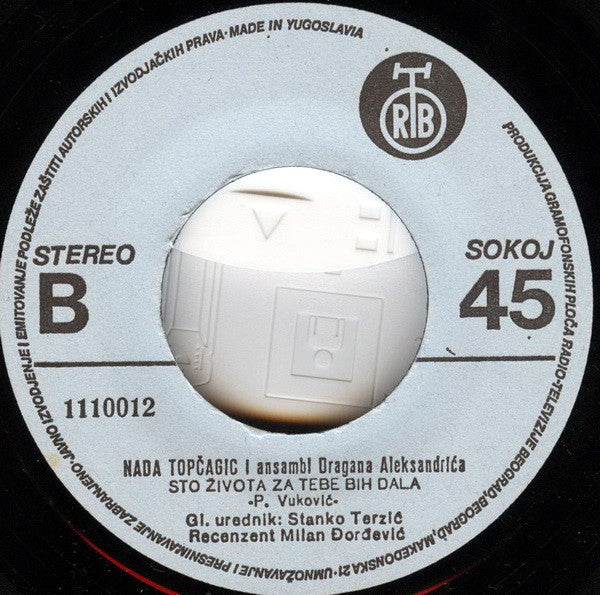 UMNOŽAVANJE I PRESNIMAVANJE ZABRANJENO-JAVNO IZVODJENJE I EMITOVANJE PODLEŽE ZAŠTITI AUTORSKIH I IZVODJAČKIH PRAVA·MADE IN YUGOSLAVIA
PRODUKCIJA GRAMOFONSKIH PLOČA RADIO-TELEVIZIJE BEOGRAD, BEOGRAD, MAKEDONSKA 21-
RTB
STEREO
B
SOKOJ
45
1110012
NADA TOPČAGIC I ansambl Dragana Aleksandrića
STO ŽIVOTA ZA TEBE BIH DALA
-P. Vuković-
Gl. urednik: Stanko Terzić
Recenzent Milan Đorđević